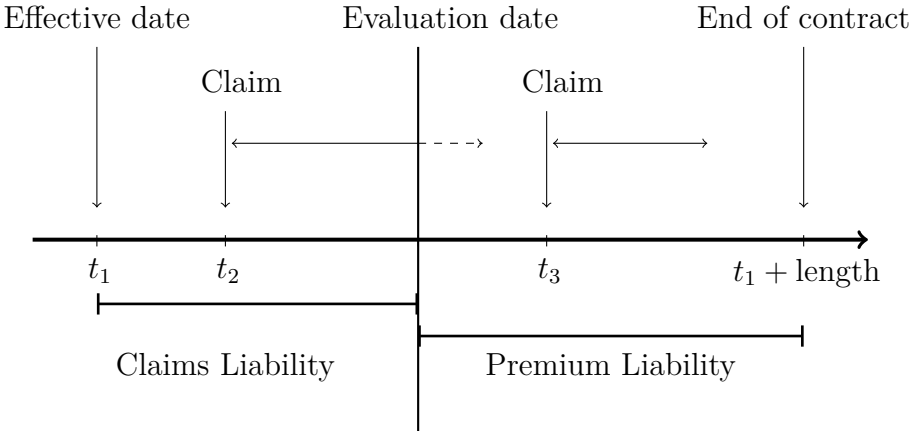 Effective date
Evaluation date
End of contract
Claim
Claim
t₁
t₂
t₃
t₁ + length
Claims Liability
Premium Liability